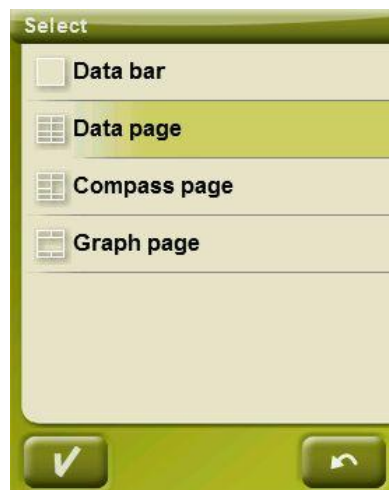 Select
Data bar
Data page
Compass page
Graph page